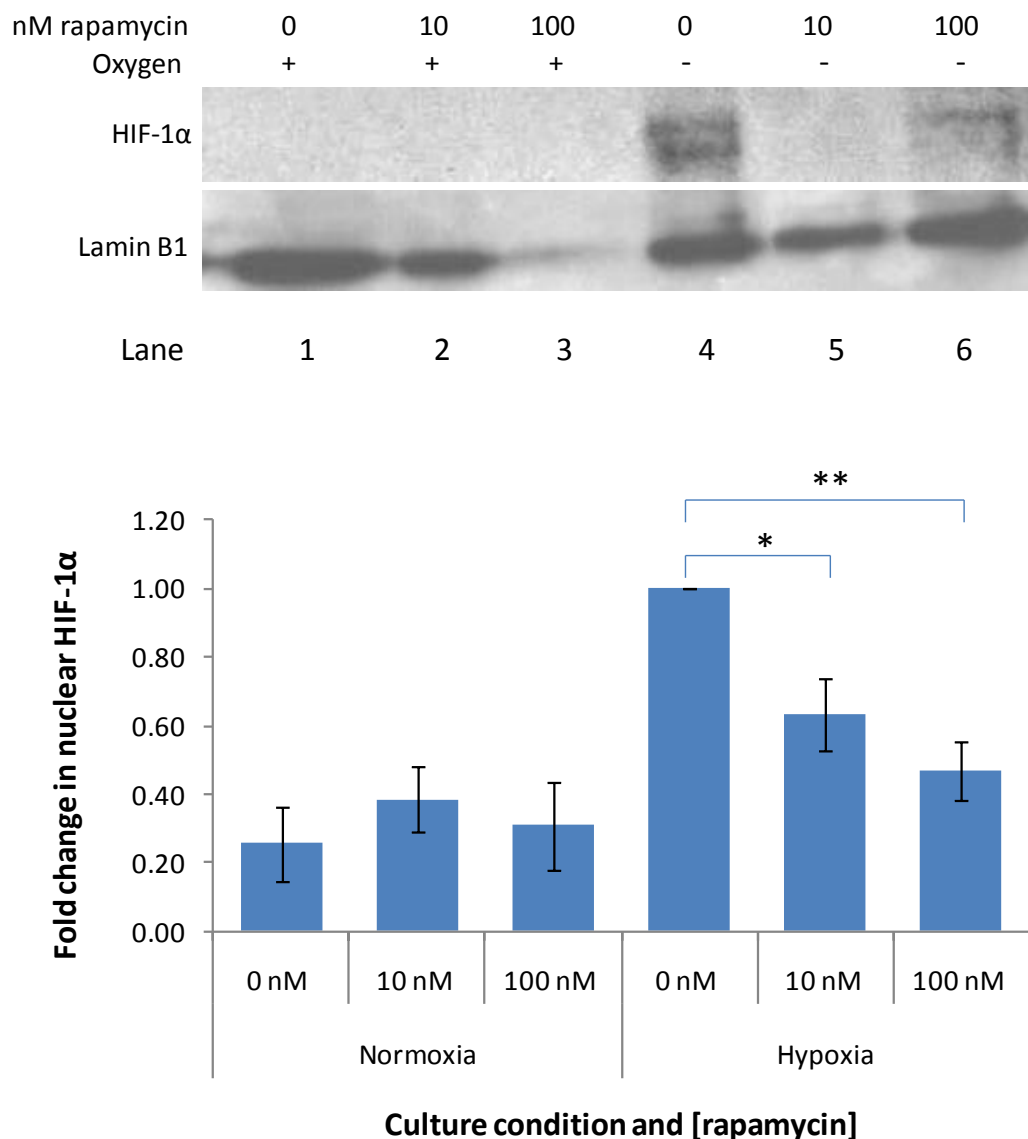 nM rapamycin 0 10 100 0 10 100
Oxygen + + + - - -
HIF-1α
Lamin B1
Lane 1 2 3 4 5 6
**
*
1.20
1.00
0.80
0.60
0.40
0.20
0.00
Fold change in nuclear HIF-1α
0 nM 10 nM 100 nM 0 nM 10 nM 100 nM
Normoxia Hypoxia
Culture condition and [rapamycin]